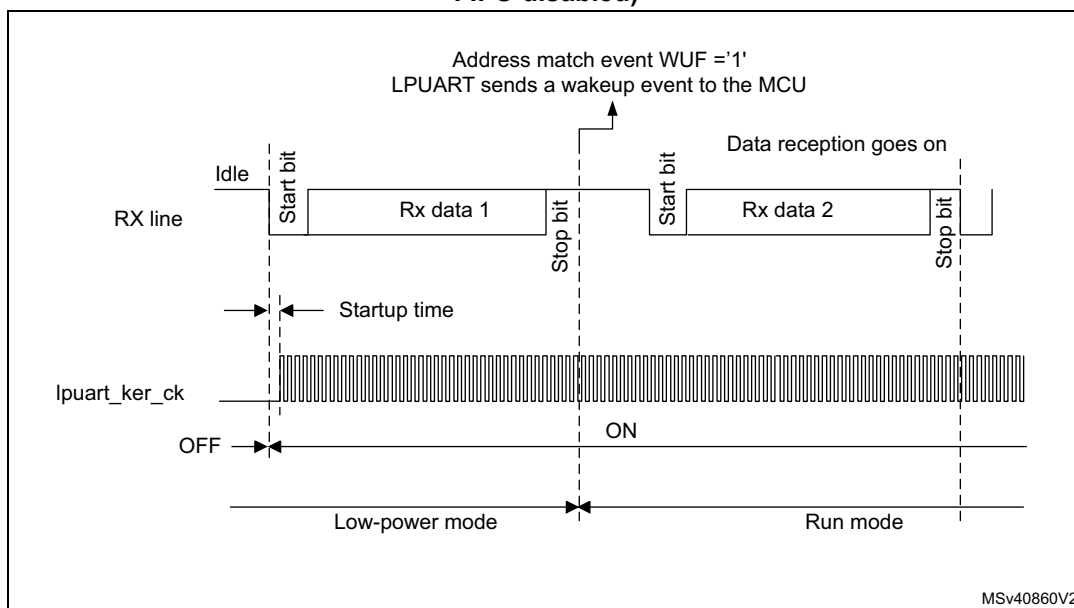 FIFO disabled)
Address match event WUF ='1'
LPUART sends a wakeup event to the MCU
Data reception goes on
Idle
RX line
Start bit
Rx data 1
Stop bit
Start bit
Rx data 2
Stop bit
Startup time
lpuart_ker_ck
OFF
ON
Low-power mode
Run mode
MSv40860V2